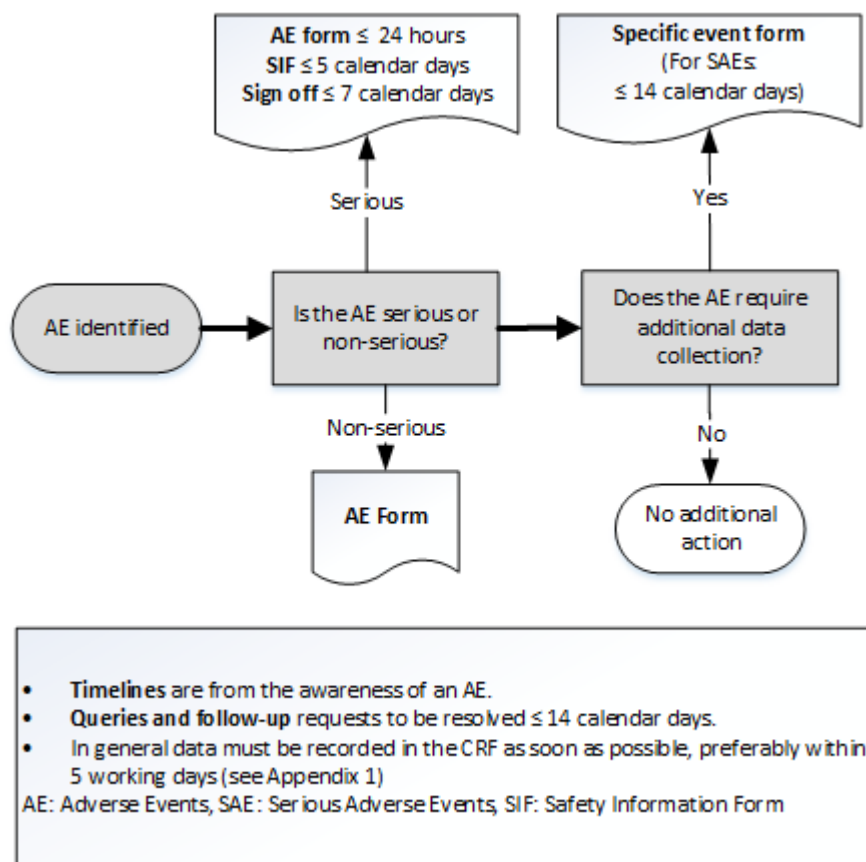 AE form ≤ 24 hours
SIF ≤ 5 calendar days
Sign off ≤ 7 calendar days
Specific event form
(For SAEs:
≤ 14 calendar days)
Serious
Yes
AE identified
Is the AE serious or
non-serious?
Does the AE require
additional data
collection?
Non-serious
No
AE Form
No additional
action
• Timelines are from the awareness of an AE.
• Queries and follow-up requests to be resolved ≤ 14 calendar days.
• In general data must be recorded in the CRF as soon as possible, preferably within
5 working days (see Appendix 1)
AE: Adverse Events, SAE: Serious Adverse Events, SIF: Safety Information Form